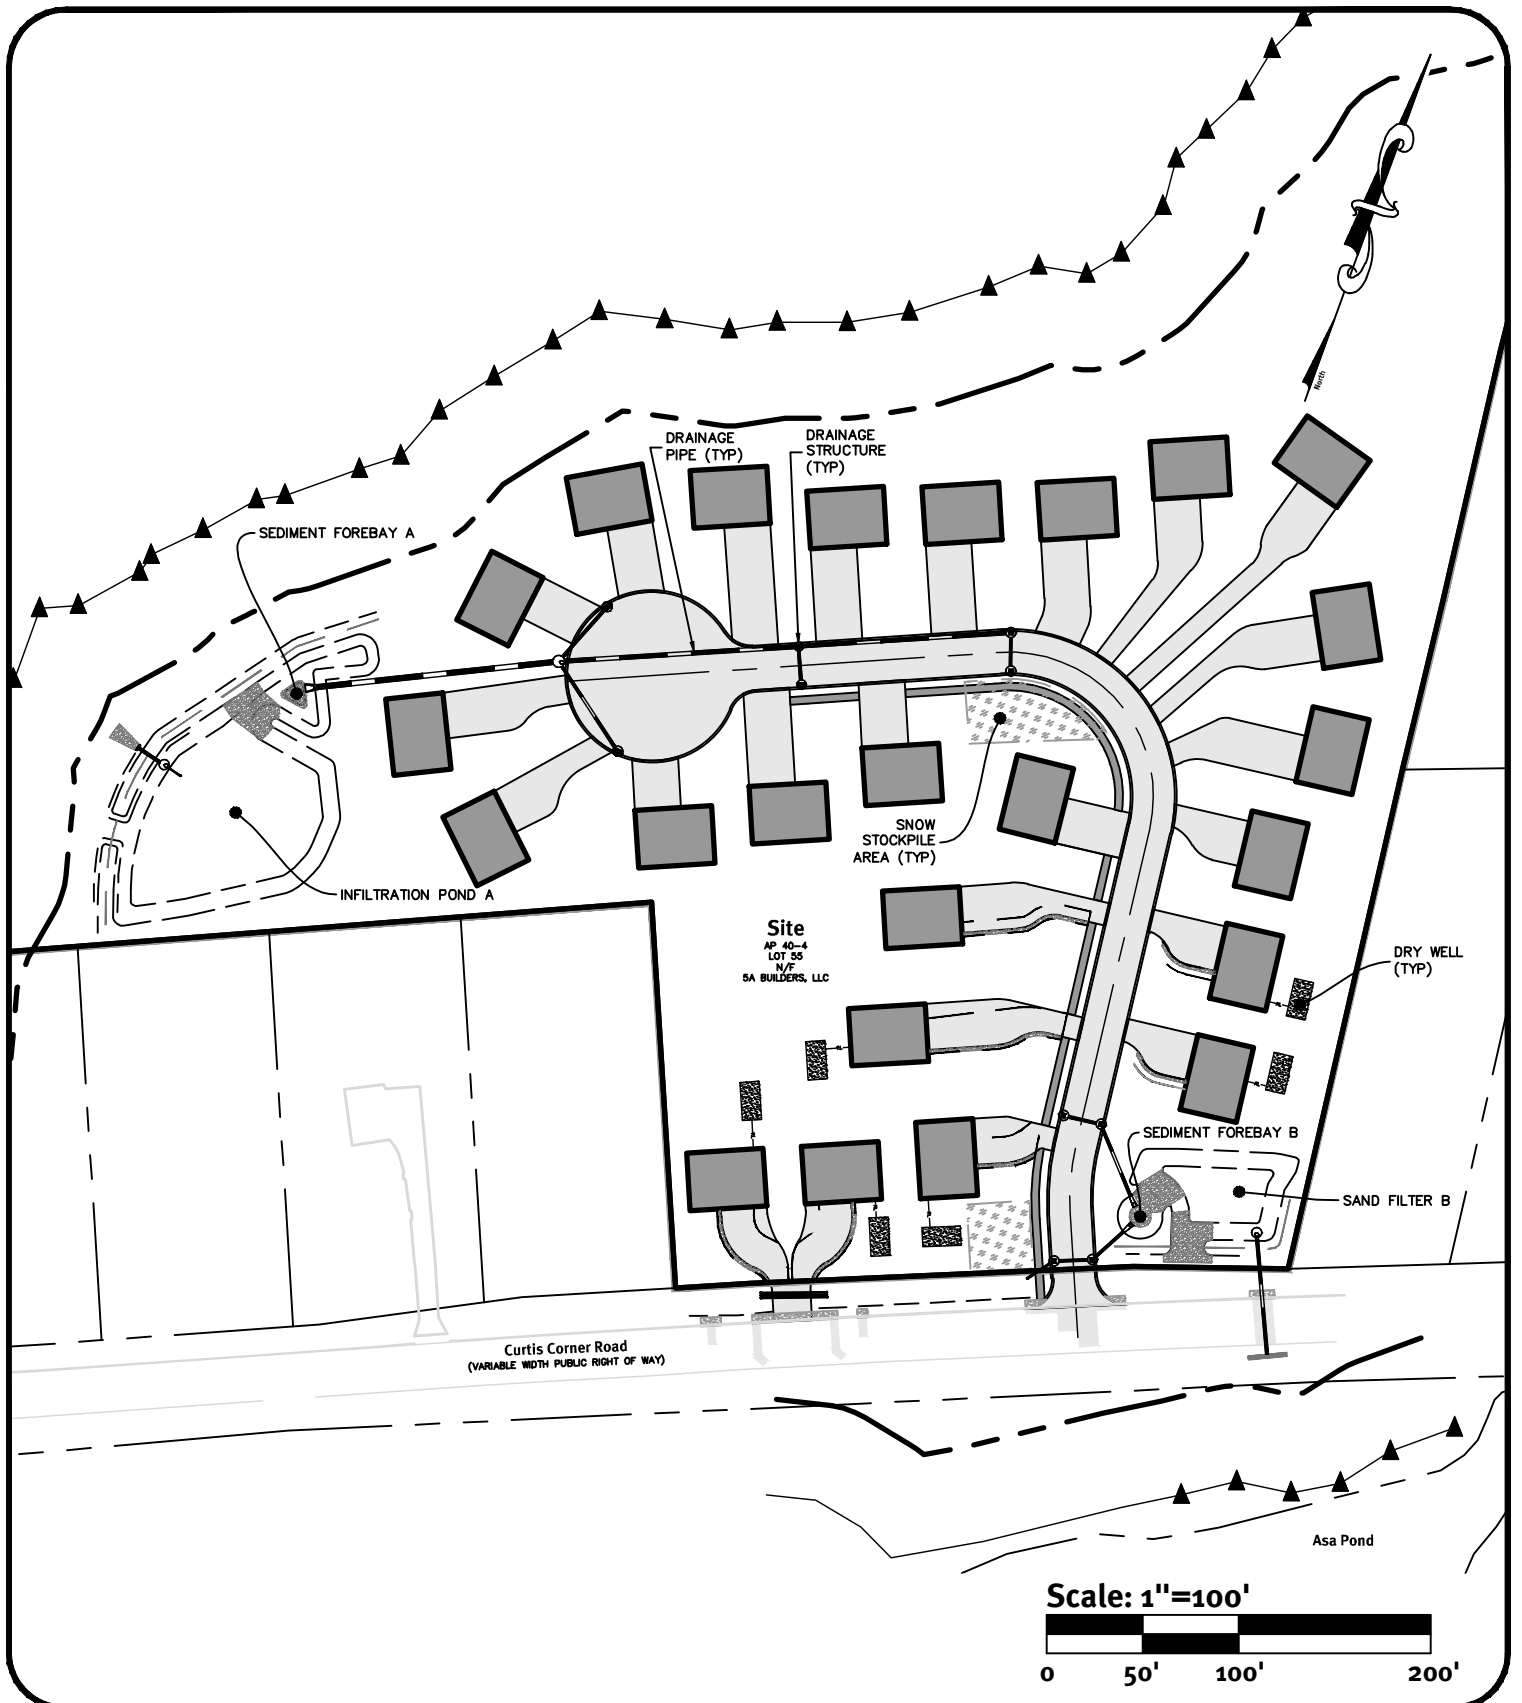 North
DRAINAGE
PIPE (TYP)
DRAINAGE
STRUCTURE
(TYP)
SEDIMENT FOREBAY A
SNOW
STOCKPILE
AREA (TYP)
INFILTRATION POND A
Site
AP 40-4
LOT 55
N/F
5A BUILDERS, LLC
DRY WELL
(TYP)
SEDIMENT FOREBAY B
SAND FILTER B
Curtis Corner Road
(VARIABLE WIDTH PUBLIC RIGHT OF WAY)
Asa Pond
Scale: 1"=100'
0 50' 100' 200'